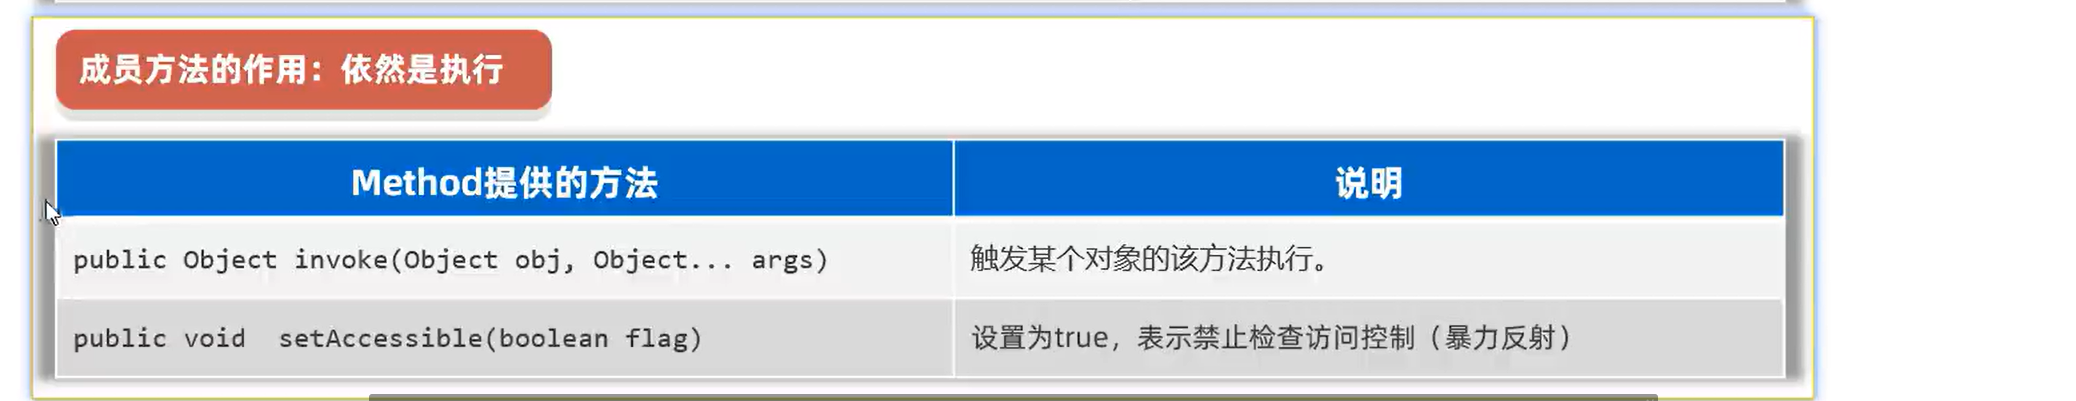 成员方法的作用：依然是执行
Method提供的方法
说明
public Object invoke(Object obj, Object... args)
触发某个对象的该方法执行。
public void  setAccessible(boolean flag)
设置为true，表示禁止检查访问控制（暴力反射）